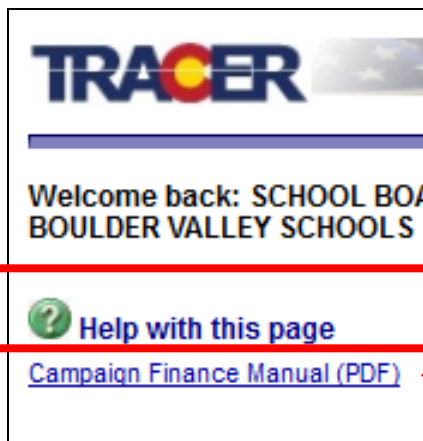 TRACER
Welcome back: SCHOOL BOA
BOULDER VALLEY SCHOOLS
Help with this page
Campaign Finance Manual (PDF)